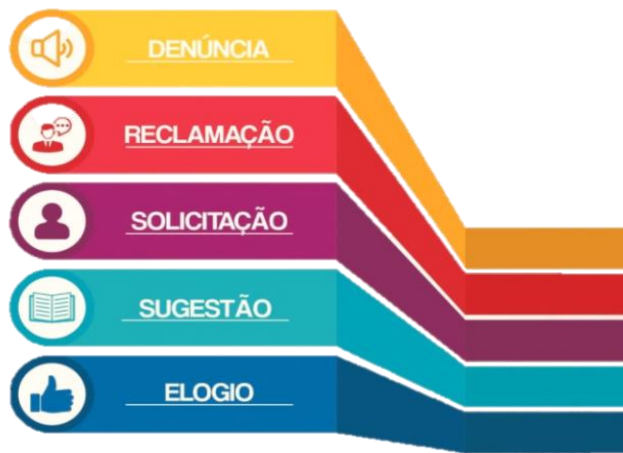 DENÚNCIA
RECLAMAÇÃO
SOLICITAÇÃO
SUGESTÃO
ELOGIO